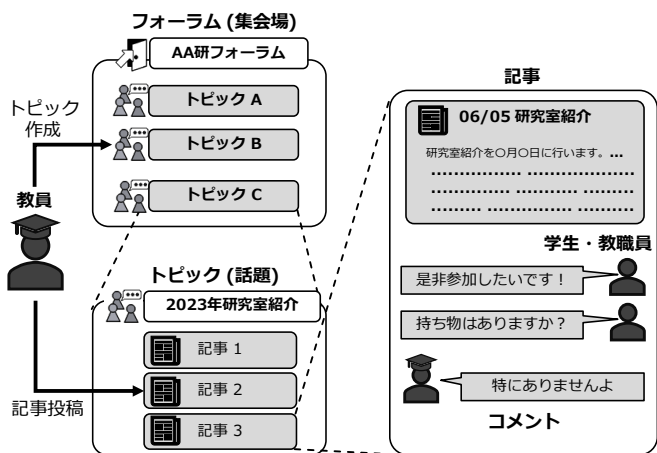 フォーラム (集会場)
AA研フォーラム
トピック A
トピック B
トピック C
トピック
作成
教員
記事投稿
トピック (話題)
2023年研究室紹介
記事 1
記事 2
記事 3
記事
06/05 研究室紹介
研究室紹介を〇月〇日に行います。...
学生・教職員
是非参加したいです！
持ち物はありますか？
特にありませんよ
コメント